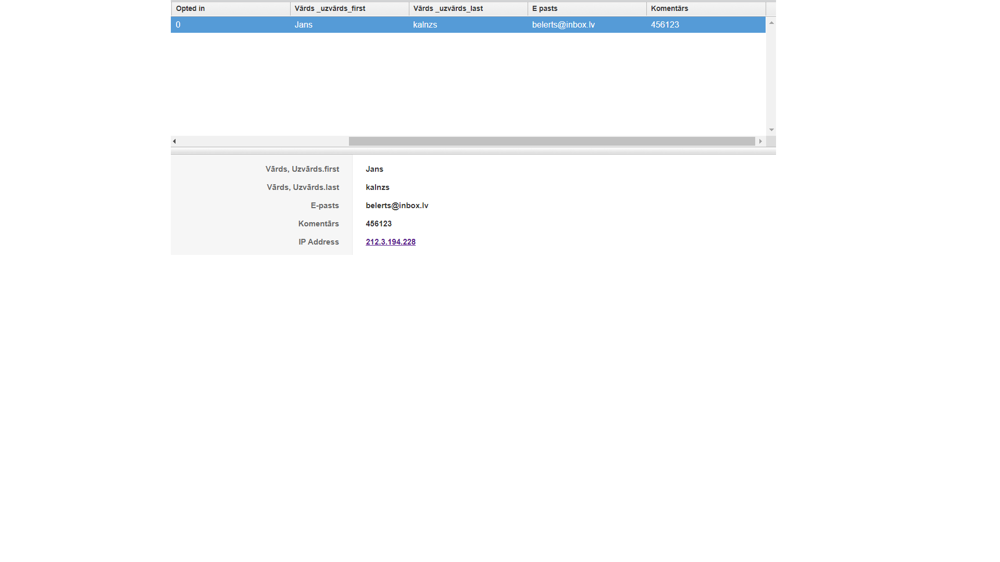 Opted in Vārds _uzvārds_first Vārds _uzvārds_last E pasts Komentārs
0 Jans kalnzs belerts@inbox.lv 456123
Vārds, Uzvārds.first Jans
Vārds, Uzvārds.last kalnzs
E-pasts belerts@inbox.lv
Komentārs 456123
IP Address 212.3.194.228